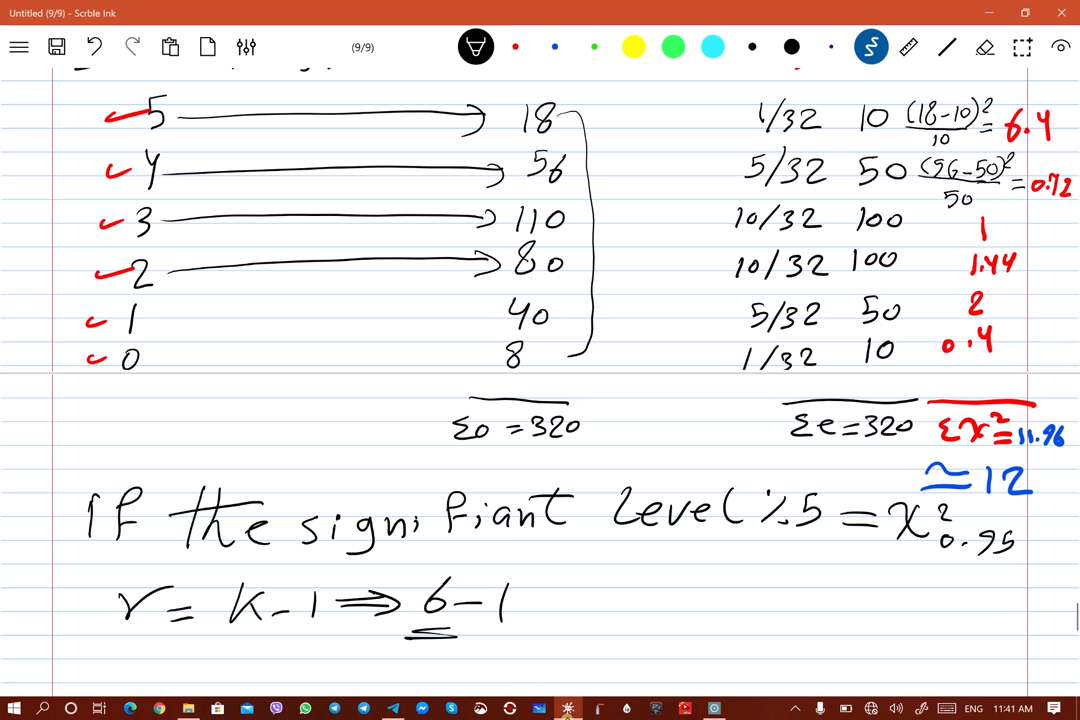 Untitled (9/9) - Scrble Ink
(9/9)
5 18 1/32 10 (18-10)²/10 = 6.4
4 56 5/32 50 (56-50)²/50 = 0.72
3 110 10/32 100 1
2 80 10/32 100 1.44
1 40 5/32 50 2
0 8 1/32 10 0.4
Σo = 320 Σe = 320 Σx² = 11.96
≃ 12
If the signifiant Level %5 = x²0.95
r = k - 1 ⇒ 6 - 1
ENG 11:41 AM